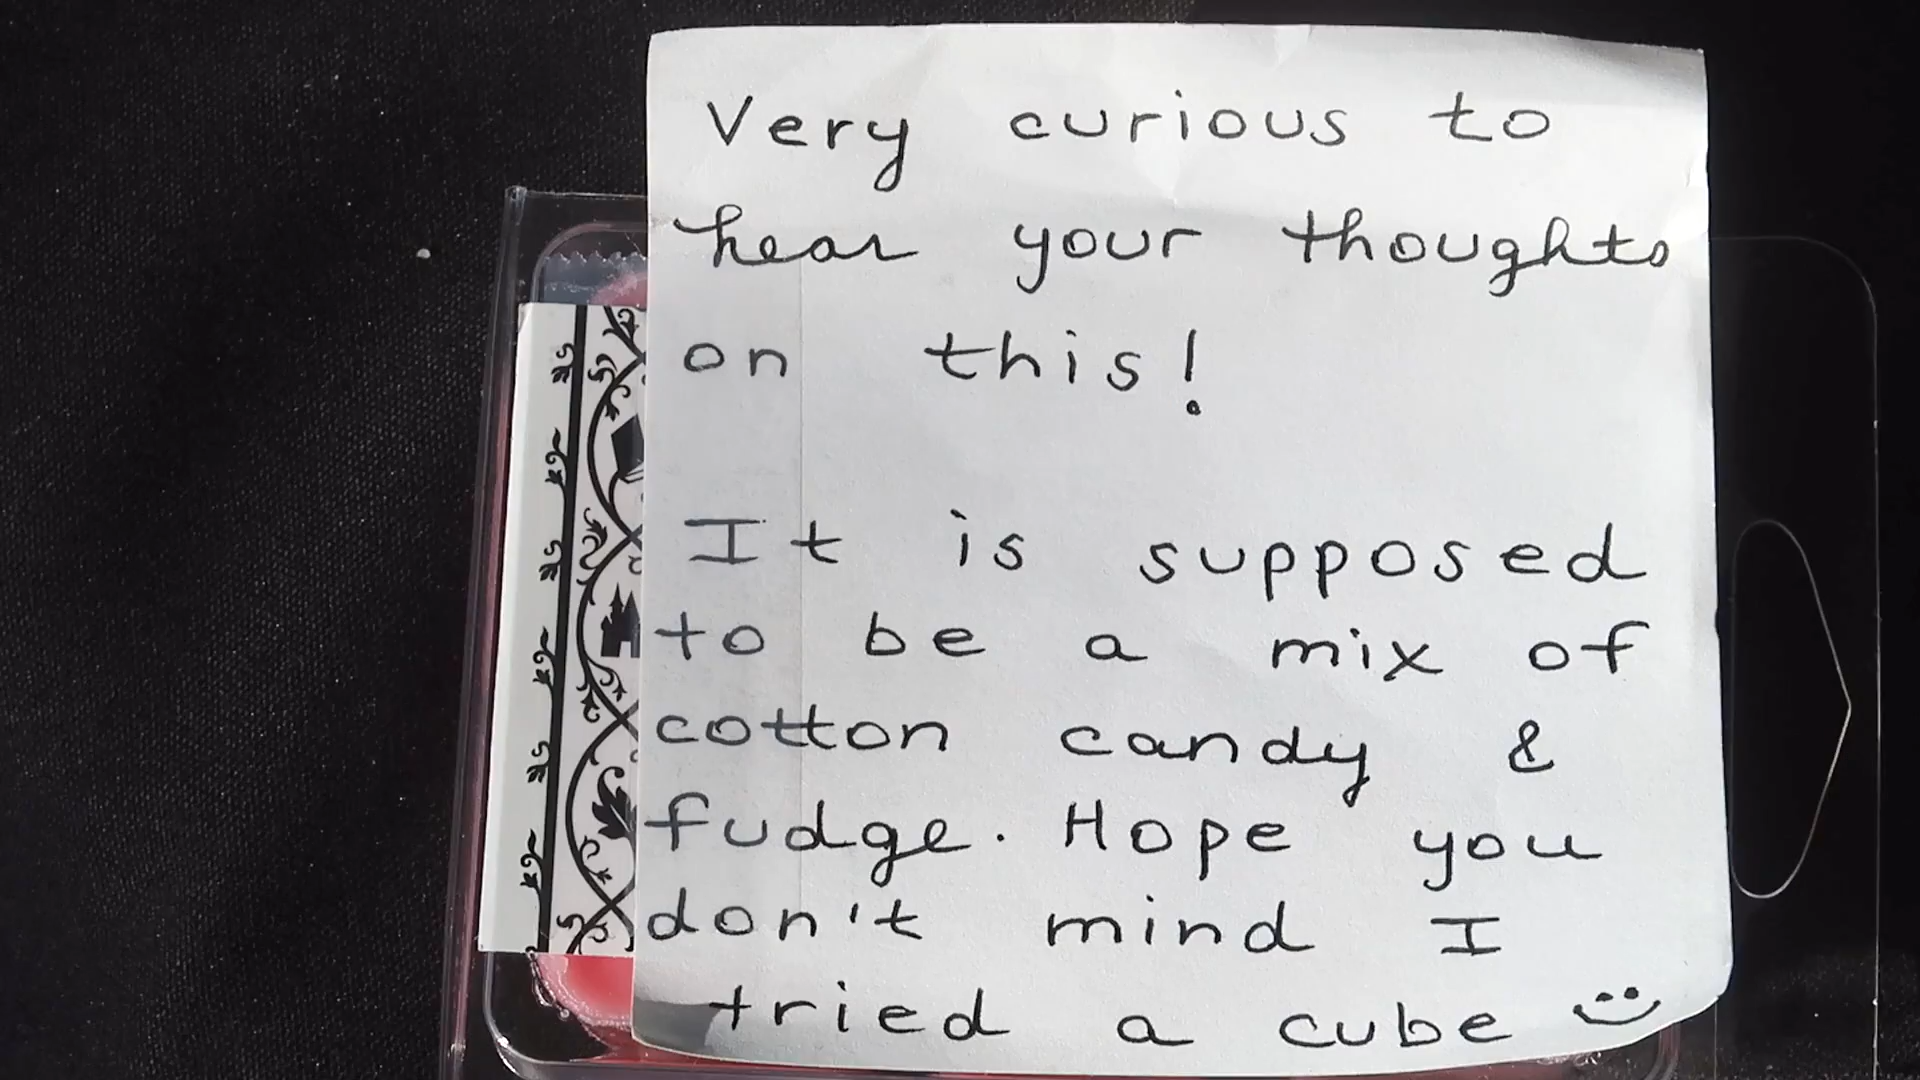 Very curious to
hear your thoughts
on this!
It is supposed
to be a mix of
cotton candy &
fudge. Hope you
don't mind I
tried a cube ☺